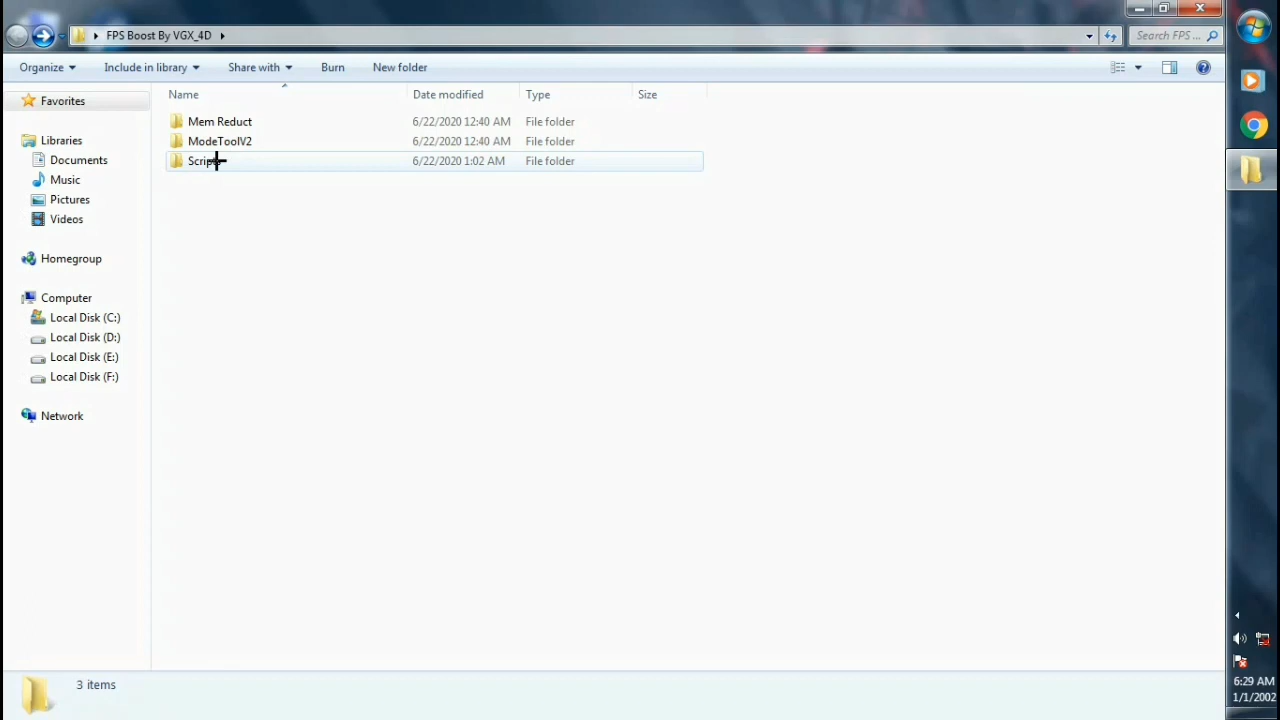 FPS Boost By VGX_4D
Search FPS ...
Organize
Include in library
Share with
Burn
New folder
Favorites
Libraries
Documents
Music
Pictures
Videos
Homegroup
Computer
Local Disk (C:)
Local Disk (D:)
Local Disk (E:)
Local Disk (F:)
Network
Name Date modified Type Size
Mem Reduct 6/22/2020 12:40 AM File folder
ModeToolV2 6/22/2020 12:40 AM File folder
6/22/2020 1:02 AM File folder
3 items
6:29 AM
1/1/2002